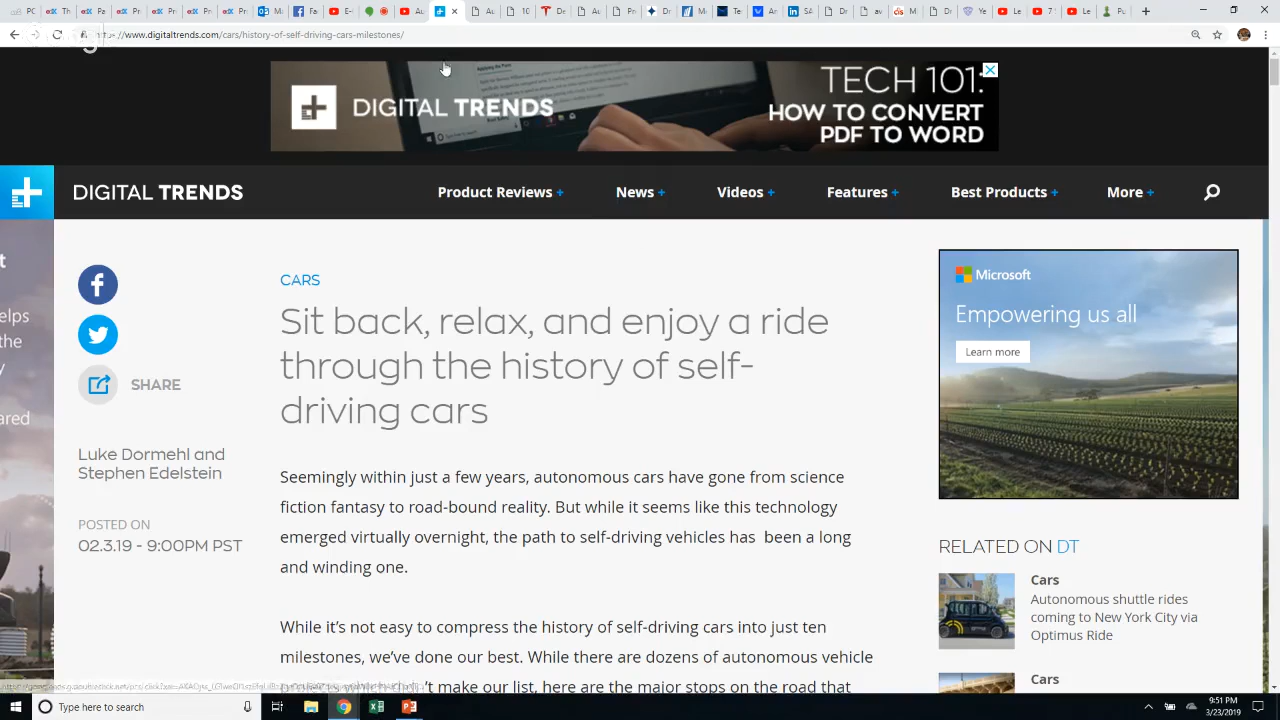 https://www.digitaltrends.com/cars/history-of-self-driving-cars-milestones/
DIGITAL TRENDS
TECH 101:
HOW TO CONVERT
PDF TO WORD
DIGITAL TRENDS
Product Reviews +
News +
Videos +
Features +
Best Products +
More +
CARS
Sit back, relax, and enjoy a ride
through the history of self-
driving cars
SHARE
Luke Dormehl and
Stephen Edelstein
POSTED ON
02.3.19 - 9:00PM PST
Seemingly within just a few years, autonomous cars have gone from science
fiction fantasy to road-bound reality. But while it seems like this technology
emerged virtually overnight, the path to self-driving vehicles has been a long
and winding one.
While it's not easy to compress the history of self-driving cars into just ten
milestones, we've done our best. While there are dozens of autonomous vehicle
't make our list, here are the major stops on the road that
Microsoft
Empowering us all
Learn more
RELATED ON DT
Cars
Autonomous shuttle rides
coming to New York City via
Optimus Ride
Cars
elps
the
ared
Type here to search
9:51 PM
3/23/2019